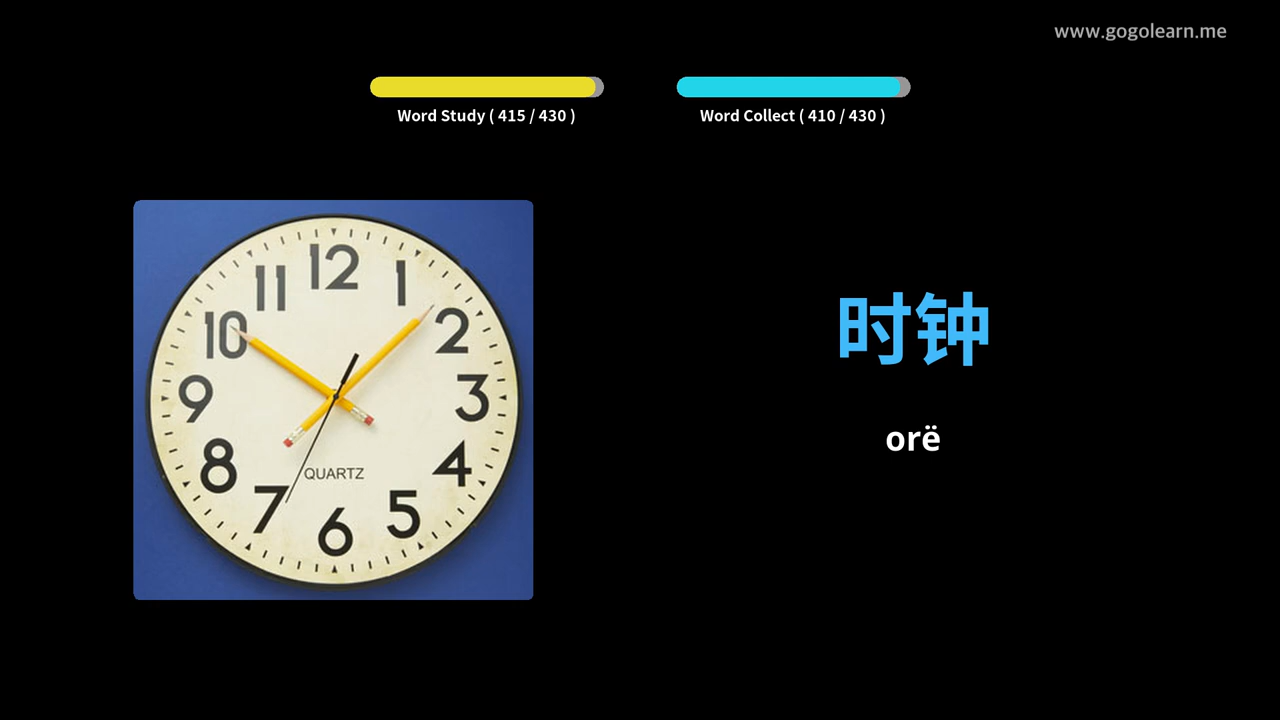 www.gogolearn.me
Word Study ( 415 / 430 )
Word Collect ( 410 / 430 )
12
11
1
10
2
9
3
8
4
QUARTZ
7
5
6
时钟
orë